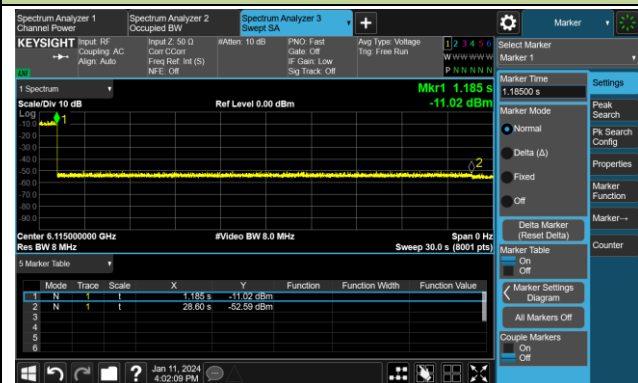 Spectrum Analyzer 1
Channel Power
Spectrum Analyzer 2
Occupied BW
Spectrum Analyzer 3
Swept SA
Marker
KEYSIGHT
Input: RF
Coupling: AC
Align: Auto
Input Z: 50 Ω
Corr CCorr
Freq Ref: Int (S)
NFE: Off
#Atten: 10 dB
PNO: Fast
Gate: Off
IF Gain: Low
Sig Track: Off
Avg Type: Voltage
Trig: Free Run
1 2 3 4 5 6
W W W W W W
P N N N N N
LXI
Select Marker
Marker 1
1 Spectrum
Scale/Div 10 dB
Log
Ref Level 0.00 dBm
Mkr1 1.185 s
-11.02 dBm
-10.0
-20.0
-30.0
-40.0
-50.0
-60.0
-70.0
-80.0
-90.0
1
2
Center 6.115000000 GHz
Res BW 8 MHz
#Video BW 8.0 MHz
Span 0 Hz
Sweep 30.0 s (8001 pts)
5 Marker Table
Mode Trace Scale X Y Function Function Width Function Value
1 N 1 t 1.185 s -11.02 dBm
2 N 1 t 28.60 s -52.59 dBm
3
4
5
6
Marker Time
1.18500 s
Marker Mode
Normal
Delta (Δ)
Fixed
Off
Delta Marker
(Reset Delta)
Marker Table
On
Off
Marker Settings
Diagram
All Markers Off
Couple Markers
On
Off
Settings
Peak
Search
Pk Search
Config
Properties
Marker
Function
Marker→
Counter
?
Jan 11, 2024
4:02:09 PM